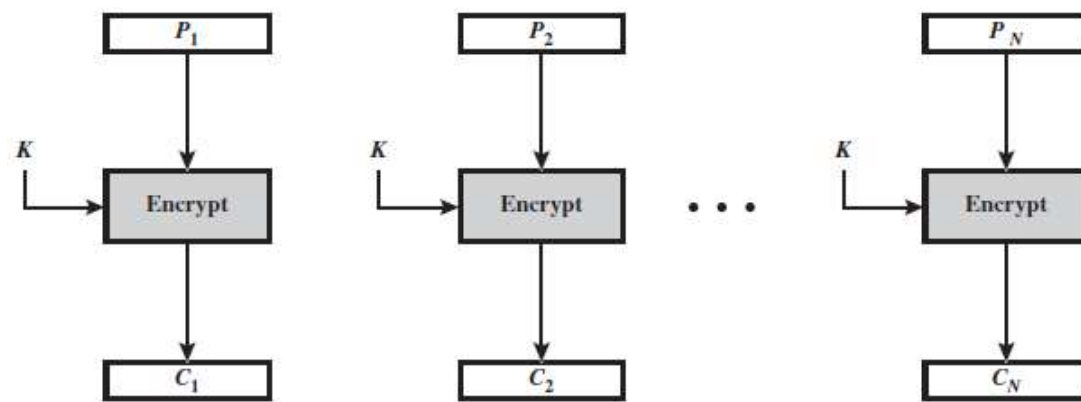 P1 P2 PN
K K K
Encrypt Encrypt • • • Encrypt
C1 C2 CN